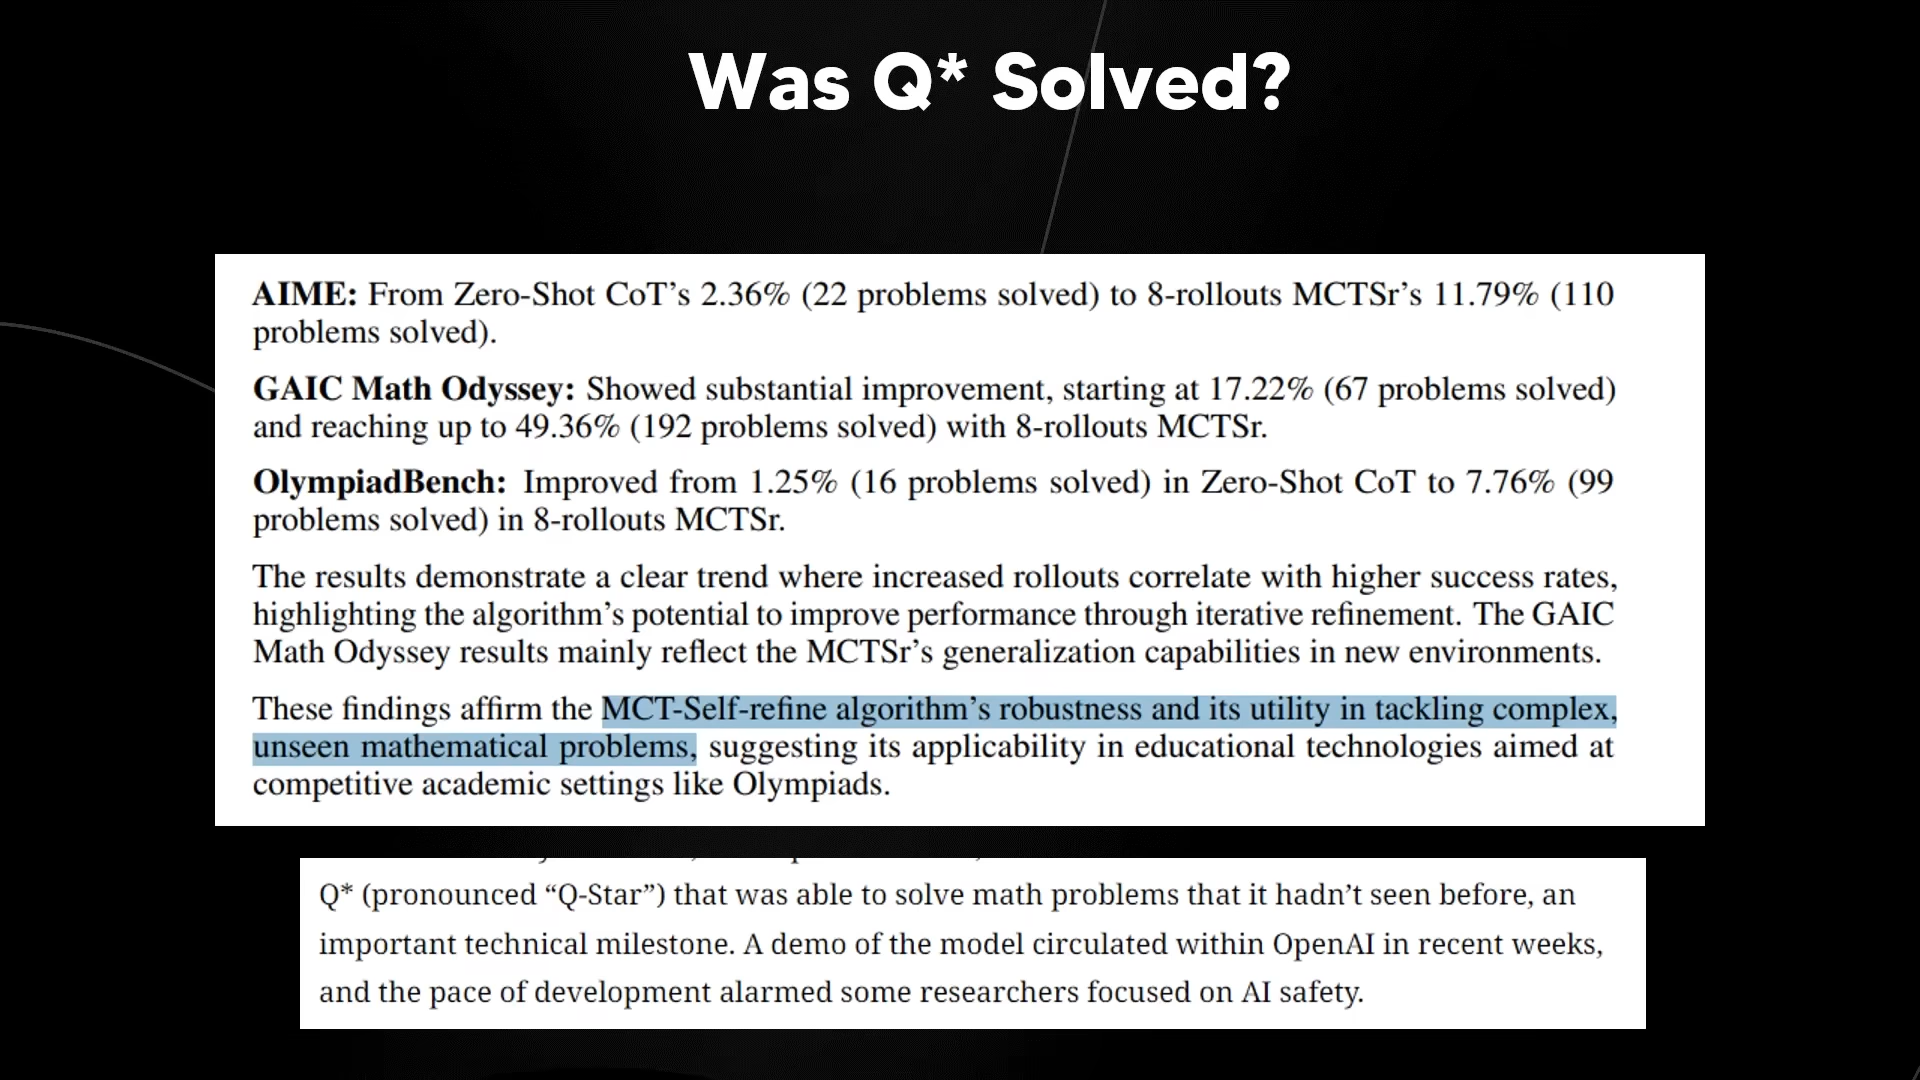 Was Q* Solved?
AIME: From Zero-Shot CoT’s 2.36% (22 problems solved) to 8-rollouts MCTSr’s 11.79% (110
problems solved).
GAIC Math Odyssey: Showed substantial improvement, starting at 17.22% (67 problems solved)
and reaching up to 49.36% (192 problems solved) with 8-rollouts MCTSr.
OlympiadBench: Improved from 1.25% (16 problems solved) in Zero-Shot CoT to 7.76% (99
problems solved) in 8-rollouts MCTSr.
The results demonstrate a clear trend where increased rollouts correlate with higher success rates,
highlighting the algorithm’s potential to improve performance through iterative refinement. The GAIC
Math Odyssey results mainly reflect the MCTSr’s generalization capabilities in new environments.
These findings affirm the MCT-Self-refine algorithm’s robustness and its utility in tackling complex,
unseen mathematical problems, suggesting its applicability in educational technologies aimed at
competitive academic settings like Olympiads.
Q* (pronounced “Q-Star”) that was able to solve math problems that it hadn’t seen before, an
important technical milestone. A demo of the model circulated within OpenAI in recent weeks,
and the pace of development alarmed some researchers focused on AI safety.